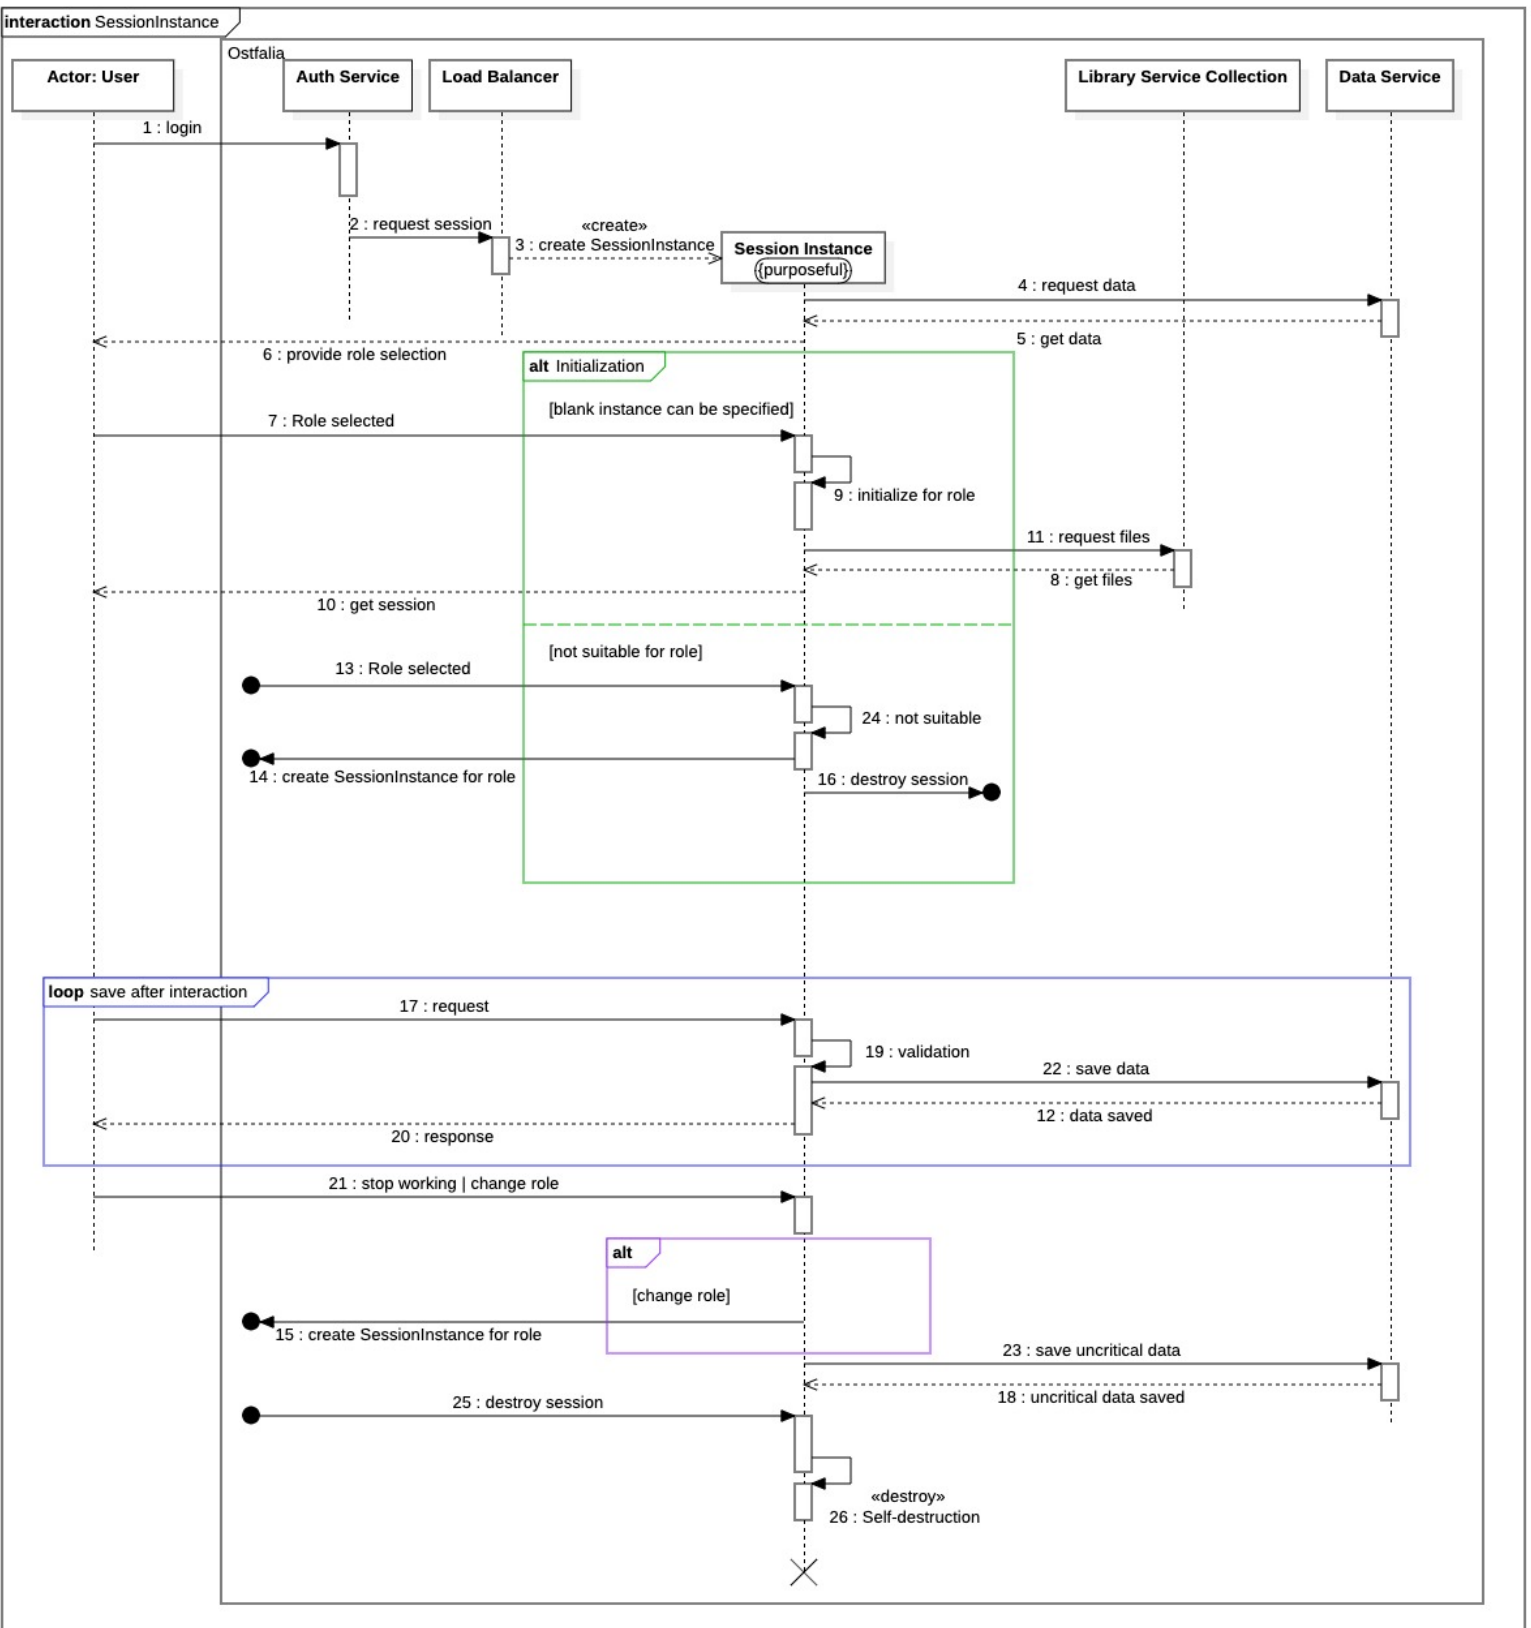 interaction SessionInstance
Ostfalia
Actor: User
Auth Service
Load Balancer
Library Service Collection
Data Service
1 : login
2 : request session
«create»
3 : create SessionInstance
Session Instance
{purposeful}
4 : request data
5 : get data
6 : provide role selection
alt Initialization
[blank instance can be specified]
7 : Role selected
9 : initialize for role
11 : request files
8 : get files
10 : get session
[not suitable for role]
13 : Role selected
24 : not suitable
14 : create SessionInstance for role
16 : destroy session
loop save after interaction
17 : request
19 : validation
22 : save data
12 : data saved
20 : response
21 : stop working | change role
alt
[change role]
15 : create SessionInstance for role
23 : save uncritical data
18 : uncritical data saved
25 : destroy session
«destroy»
26 : Self-destruction